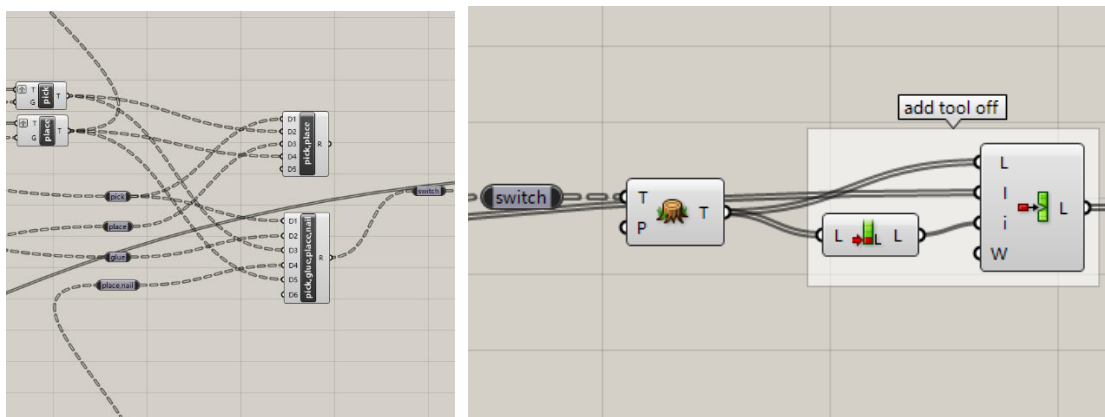 T
G
pick
T
T
G
place
T
D1
D2
D3
D4
D5
pick,place
R
pick
place
glue
place,nail
D1
D2
D3
D4
D5
D6
pick,glue,place,nail
R
switch
switch
T
P
T
add tool off
L
L
L
L
I
i
W
L